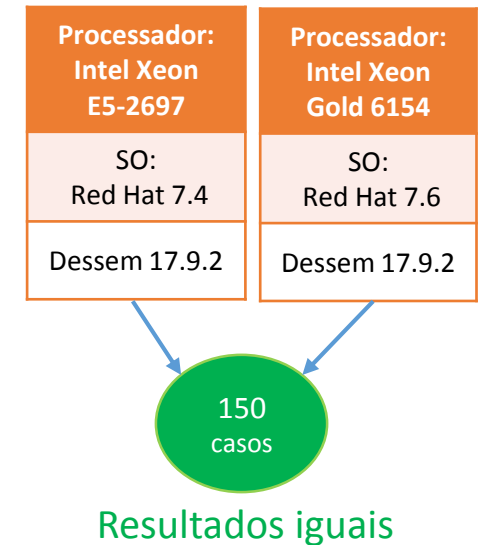 Processador:
Intel Xeon
E5-2697
SO:
Red Hat 7.4
Dessem 17.9.2
Processador:
Intel Xeon
Gold 6154
SO:
Red Hat 7.6
Dessem 17.9.2
150
casos
Resultados iguais